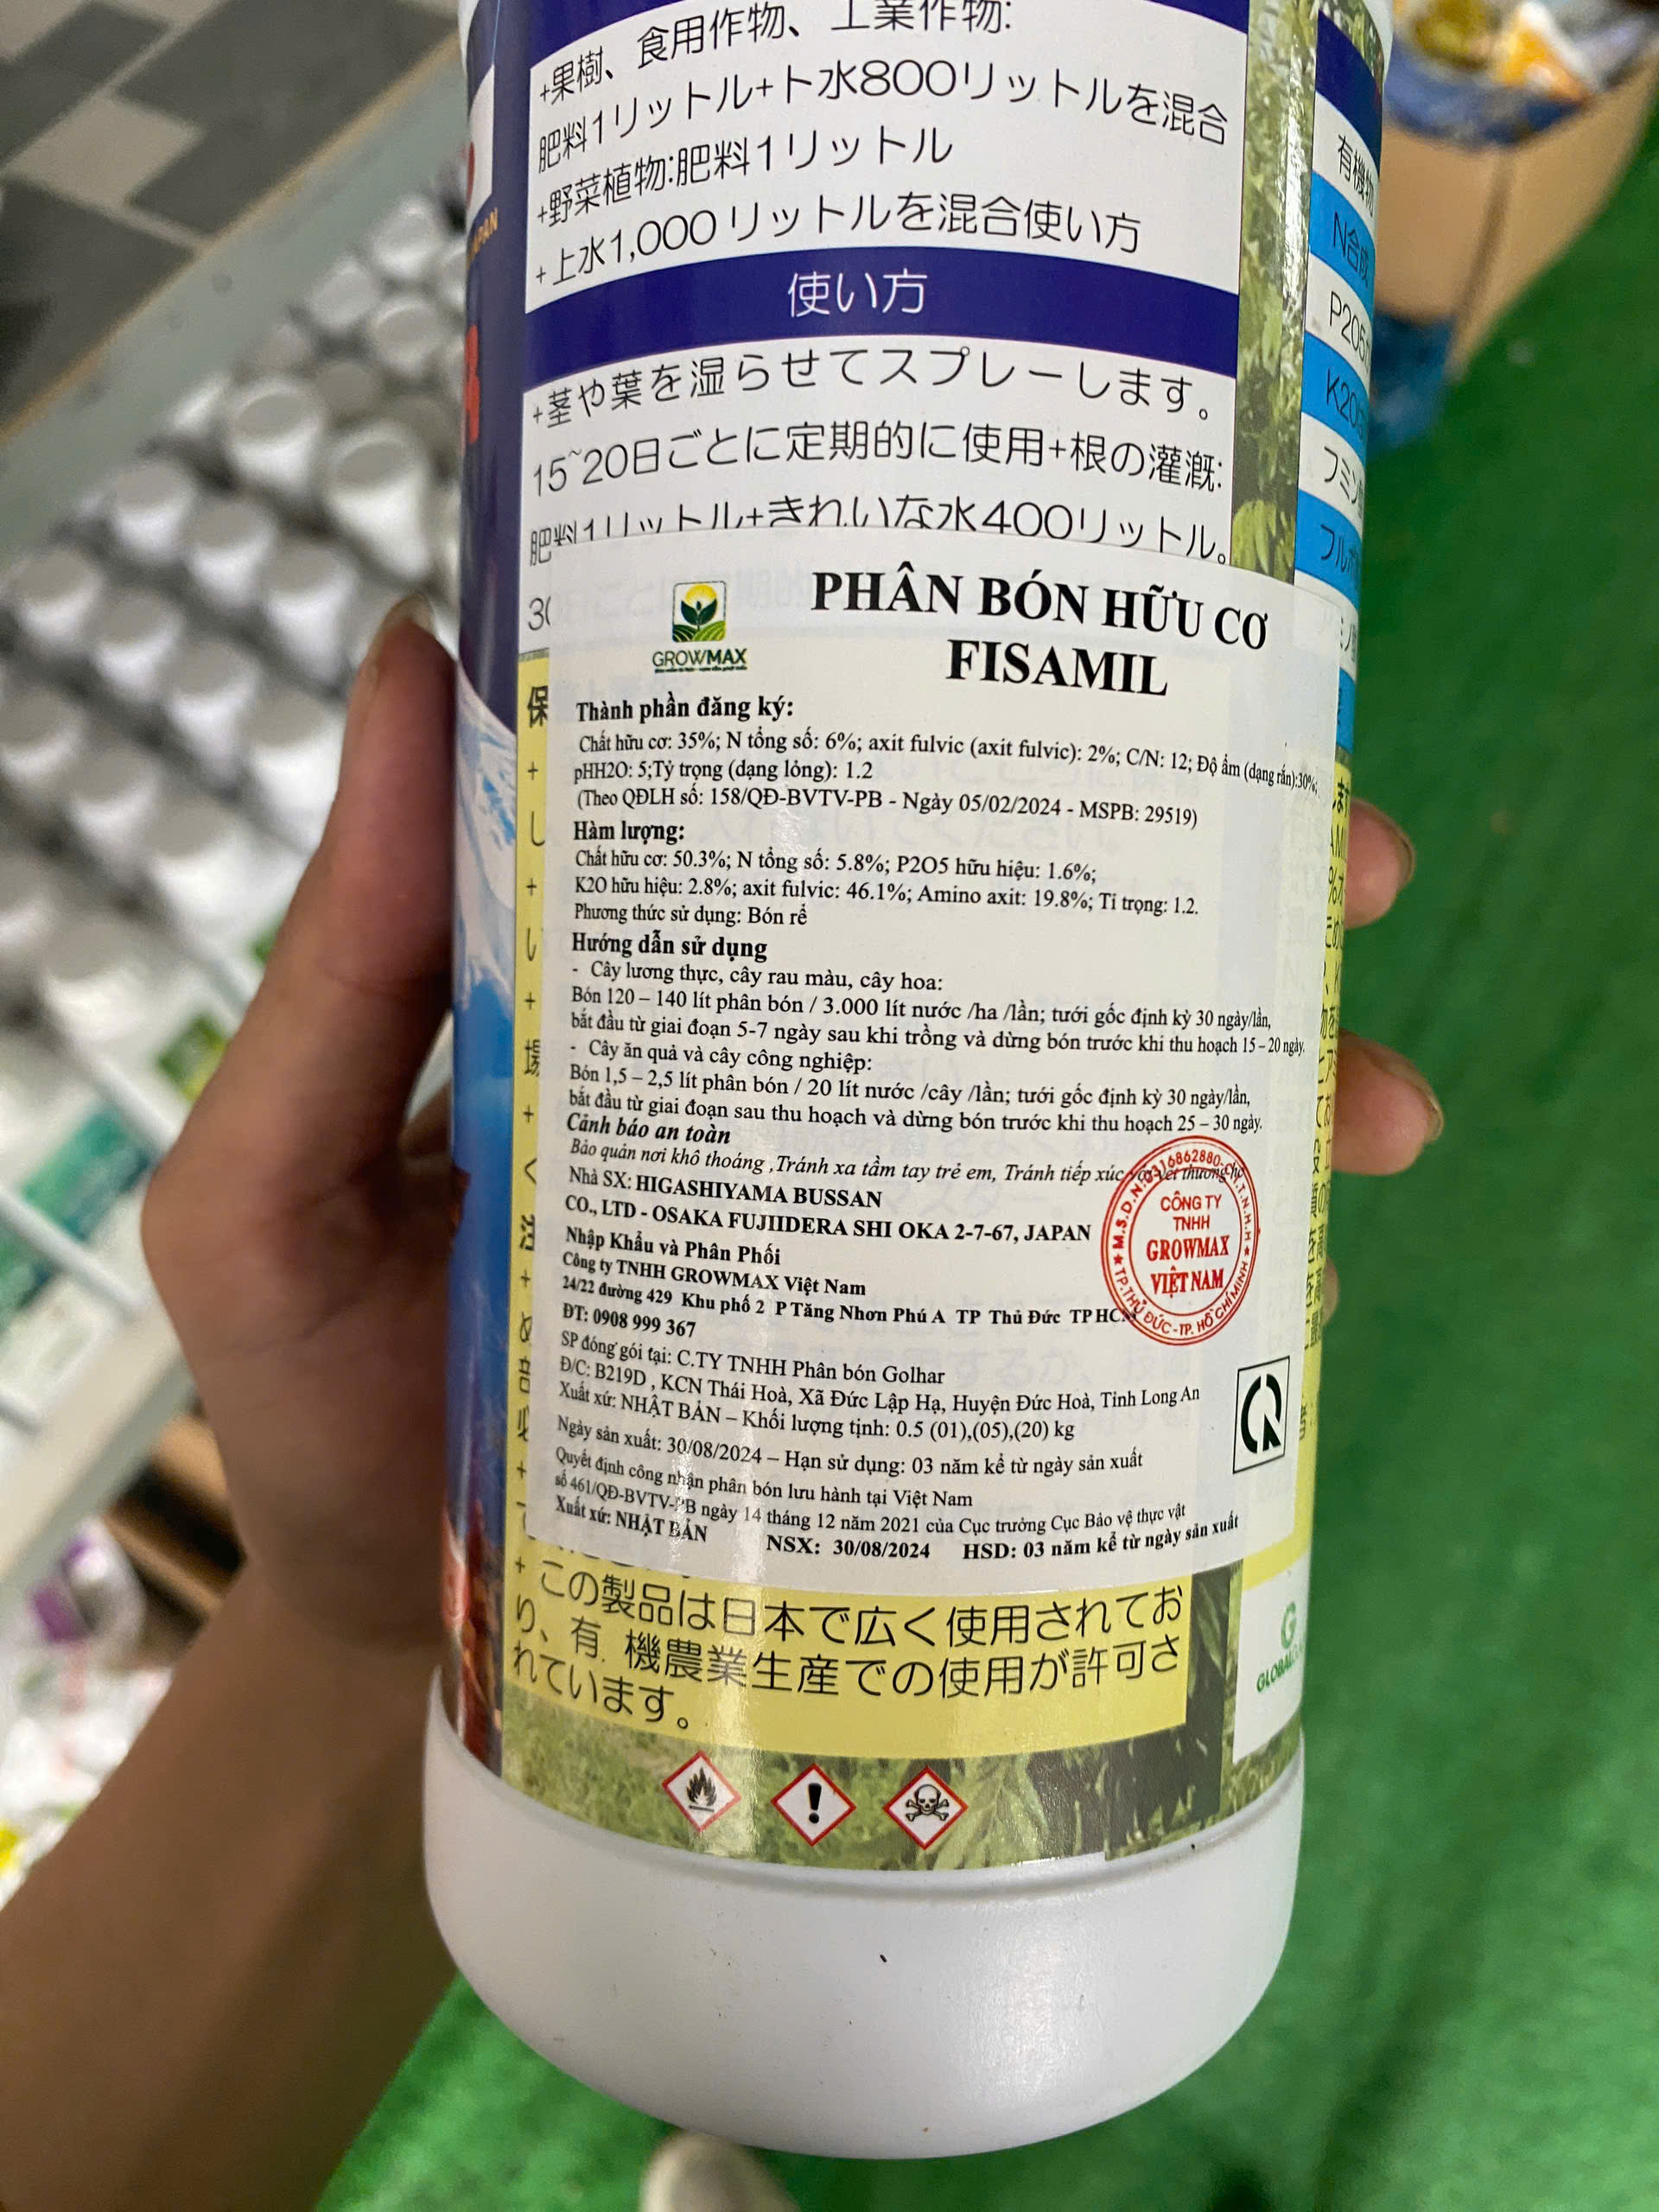 +果樹、食用作物、工業作物:
肥料1リットル+ト水800リットルを混合
+野菜植物:肥料1リットル
+上水1,000リットルを混合使い方
使い方
+茎や葉を湿らせてスプレーします。
15~20日ごとに定期的に使用+根の灌漑:
肥料1リットル+きれいな水400リットル。
有機物
N合成
P205
K20
フミン
GROWMAX
PHÂN BÓN HỮU CƠ
FISAMIL
Thành phần đăng ký:
Chất hữu cơ: 35%; N tổng số: 6%; axit fulvic (axit fulvic): 2%; C/N: 12; Độ ẩm (dạng rắn):30%;
pHH2O: 5;Tỷ trọng (dạng lỏng): 1.2
(Theo QĐLH số: 158/QĐ-BVTV-PB - Ngày 05/02/2024 - MSPB: 29519)
Hàm lượng:
Chất hữu cơ: 50.3%; N tổng số: 5.8%; P2O5 hữu hiệu: 1.6%;
K2O hữu hiệu: 2.8%; axit fulvic: 46.1%; Amino axit: 19.8%; Tỉ trọng: 1.2.
Phương thức sử dụng: Bón rễ
Hướng dẫn sử dụng
- Cây lương thực, cây rau màu, cây hoa:
Bón 120 – 140 lít phân bón / 3.000 lít nước /ha /lần; tưới gốc định kỳ 30 ngày/lần,
bắt đầu từ giai đoạn 5-7 ngày sau khi trồng và dừng bón trước khi thu hoạch 15 – 20 ngày.
- Cây ăn quả và cây công nghiệp:
Bón 1,5 – 2,5 lít phân bón / 20 lít nước /cây /lần; tưới gốc định kỳ 30 ngày/lần,
bắt đầu từ giai đoạn sau thu hoạch và dừng bón trước khi thu hoạch 25 – 30 ngày.
Cảnh báo an toàn
Bảo quản nơi khô thoáng ,Tránh xa tầm tay trẻ em, Tránh tiếp xúc với vết thương hở
Nhà SX: HIGASHIYAMA BUSSAN
CO., LTD - OSAKA FUJIIDERA SHI OKA 2-7-67, JAPAN
Nhập Khẩu và Phân Phối
Công ty TNHH GROWMAX Việt Nam
24/22 đường 429 Khu phố 2 P Tăng Nhơn Phú A TP Thủ Đức TP HCM
ĐT: 0908 999 367
SP đóng gói tại: C.TY TNHH Phân bón Golhar
Đ/C: B219D , KCN Thái Hoà, Xã Đức Lập Hạ, Huyện Đức Hoà, Tỉnh Long An
Xuất xứ: NHẬT BẢN – Khối lượng tịnh: 0.5 (01),(05),(20) kg
Ngày sản xuất: 30/08/2024 – Hạn sử dụng: 03 năm kể từ ngày sản xuất
Quyết định công nhận phân bón lưu hành tại Việt Nam
số 461/QĐ-BVTV-PB ngày 14 tháng 12 năm 2021 của Cục trưởng Cục Bảo vệ thực vật
Xuất xứ: NHẬT BẢN NSX: 30/08/2024 HSD: 03 năm kể từ ngày sản xuất
M.S.D.N:0316862880-C.T.T.N.H.H
CÔNG TY
TNHH
GROWMAX
VIỆT NAM
TP.THỦ ĐỨC-TP. HỒ CHÍ MINH
+ この製品は日本で広く使用されてお
り、有機農業生産での使用が許可さ
れています。